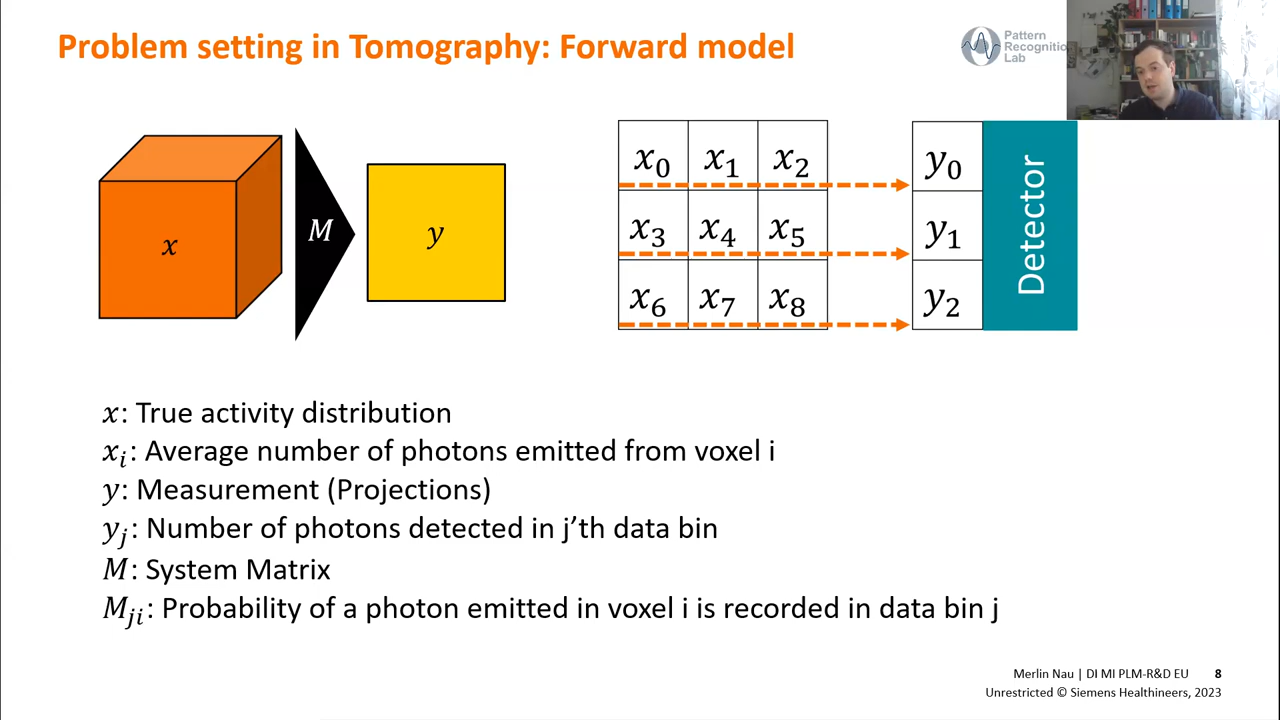 Problem setting in Tomography: Forward model
Pattern
Recognitio
Lab
x
M
y
x₀ x₁ x₂
x₃ x₄ x₅
x₆ x₇ x₈
y₀
y₁
y₂
Detector
x: True activity distribution
xᵢ: Average number of photons emitted from voxel i
y: Measurement (Projections)
yⱼ: Number of photons detected in j’th data bin
M: System Matrix
Mⱼᵢ: Probability of a photon emitted in voxel i is recorded in data bin j
Merlin Nau | DI MI PLM-R&D EU 8
Unrestricted © Siemens Healthineers, 2023